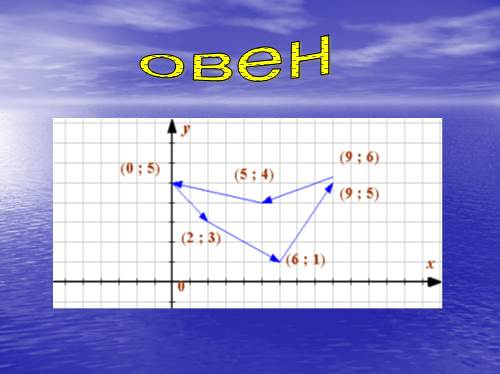 овен
y
(9 ; 6)
(0 ; 5)
(5 ; 4)
(9 ; 5)
(2 ; 3)
(6 ; 1)
x
0